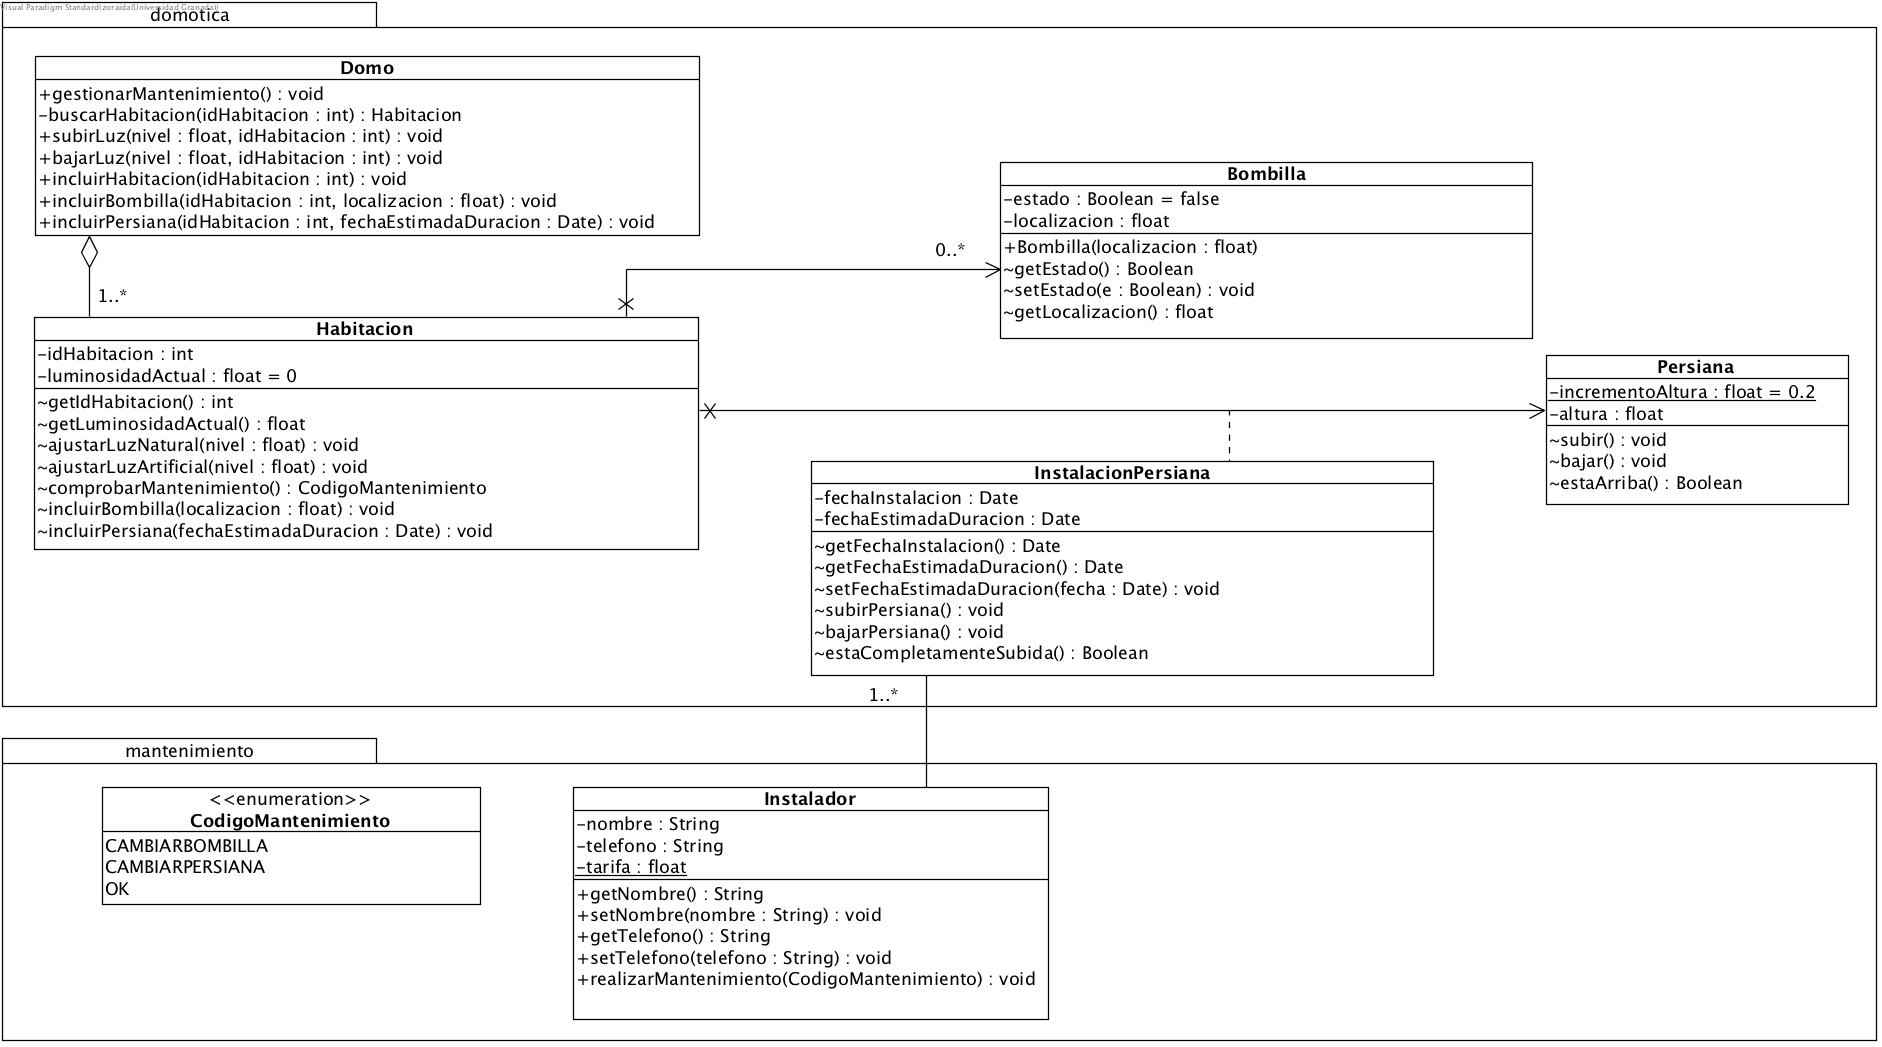 Visual Paradigm Standard(zoraida(Universidad Granada))
domotica
Domo
+gestionarMantenimiento() : void
-buscarHabitacion(idHabitacion : int) : Habitacion
+subirLuz(nivel : float, idHabitacion : int) : void
+bajarLuz(nivel : float, idHabitacion : int) : void
+incluirHabitacion(idHabitacion : int) : void
+incluirBombilla(idHabitacion : int, localizacion : float) : void
+incluirPersiana(idHabitacion : int, fechaEstimadaDuracion : Date) : void
1..*
0..*
Bombilla
-estado : Boolean = false
-localizacion : float
+Bombilla(localizacion : float)
~getEstado() : Boolean
~setEstado(e : Boolean) : void
~getLocalizacion() : float
Habitacion
-idHabitacion : int
-luminosidadActual : float = 0
~getIdHabitacion() : int
~getLuminosidadActual() : float
~ajustarLuzNatural(nivel : float) : void
~ajustarLuzArtificial(nivel : float) : void
~comprobarMantenimiento() : CodigoMantenimiento
~incluirBombilla(localizacion : float) : void
~incluirPersiana(fechaEstimadaDuracion : Date) : void
Persiana
-incrementoAltura : float = 0.2
-altura : float
~subir() : void
~bajar() : void
~estaArriba() : Boolean
InstalacionPersiana
-fechaInstalacion : Date
-fechaEstimadaDuracion : Date
~getFechaInstalacion() : Date
~getFechaEstimadaDuracion() : Date
~setFechaEstimadaDuracion(fecha : Date) : void
~subirPersiana() : void
~bajarPersiana() : void
~estaCompletamenteSubida() : Boolean
1..*
mantenimiento
<<enumeration>>
CodigoMantenimiento
CAMBIARBOMBILLA
CAMBIARPERSIANA
OK
Instalador
-nombre : String
-telefono : String
-tarifa : float
+getNombre() : String
+setNombre(nombre : String) : void
+getTelefono() : String
+setTelefono(telefono : String) : void
+realizarMantenimiento(CodigoMantenimiento) : void